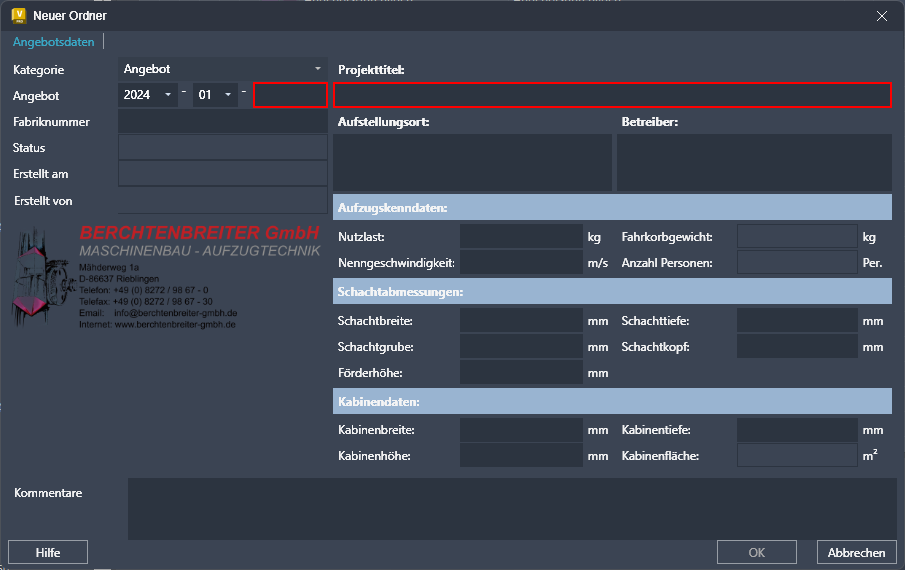 V
PRO
Neuer Ordner
Angebotsdaten
Kategorie
Angebot
Projekttitel:
Angebot
2024 - 01 -
Fabriknummer
Aufstellungsort:
Betreiber:
Status
Erstellt am
Erstellt von
Aufzugskenndaten:
BERCHTENBREITER GmbH
MASCHINENBAU - AUFZUGTECHNIK
Mähderweg 1a
D-86637 Rieblingen
Telefon: +49 (0) 8272 / 98 67 - 0
Telefax: +49 (0) 8272 / 98 67 - 30
Email: info@berchtenbreiter-gmbh.de
Internet: www.berchtenbreiter-gmbh.de
Nutzlast: kg Fahrkorbgewicht: kg
Nenngeschwindigkeit: m/s Anzahl Personen: Per.
Schachtabmessungen:
Schachtbreite: mm Schachttiefe: mm
Schachtgrube: mm Schachtkopf: mm
Förderhöhe: mm
Kabinendaten:
Kabinenbreite: mm Kabinentiefe: mm
Kabinenhöhe: mm Kabinenfläche: m²
Kommentare
Hilfe
OK
Abbrechen